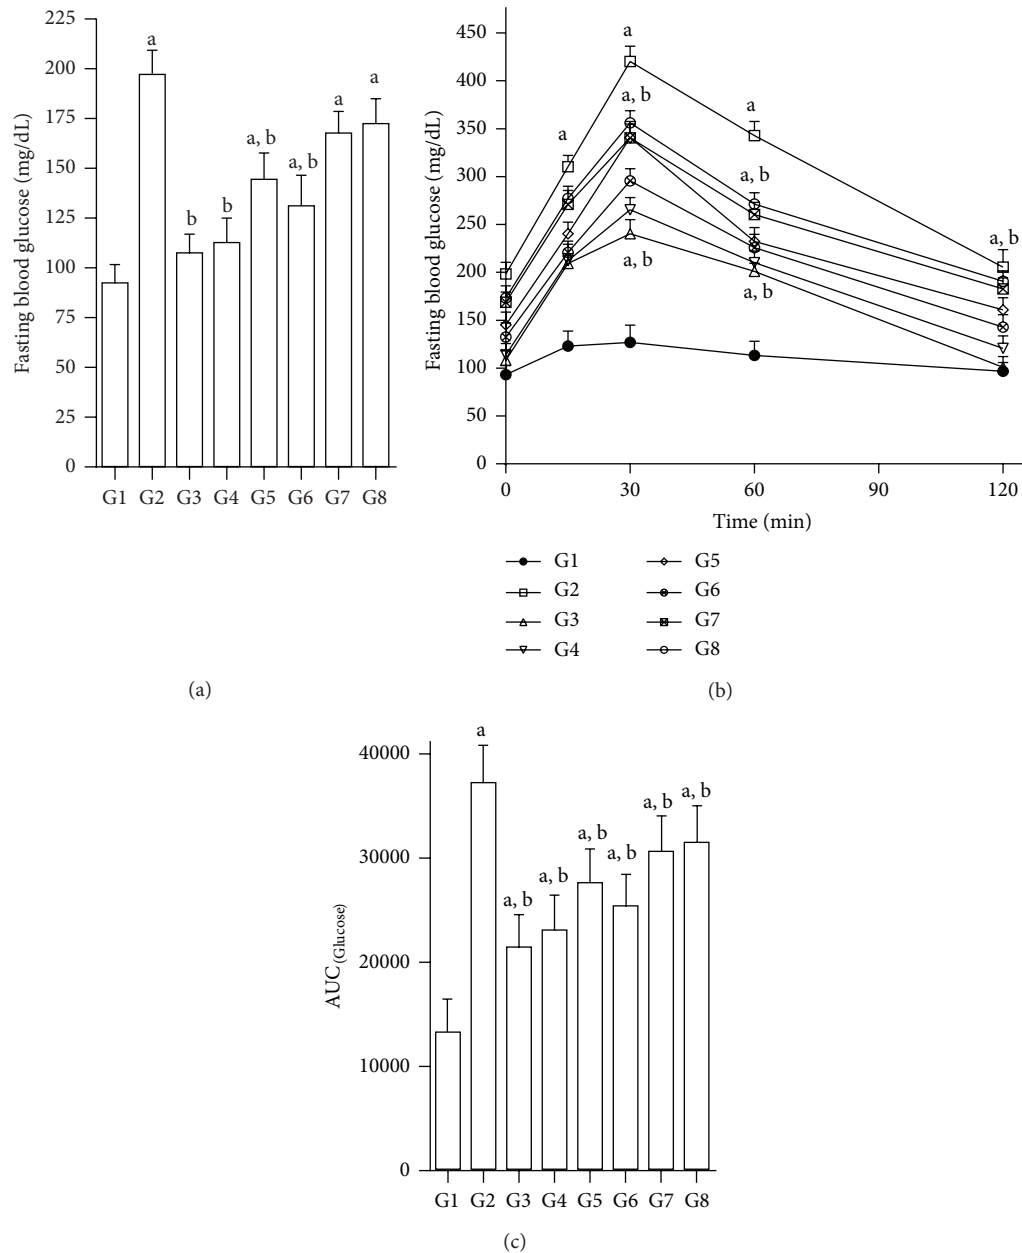 225
200
175
150
125
100
75
50
25
0
Fasting blood glucose (mg/dL)
a
b
b
a, b
a, b
a
a
G1 G2 G3 G4 G5 G6 G7 G8
(a)
450
400
350
300
250
200
150
100
50
0
Fasting blood glucose (mg/dL)
a
a
a, b
a, b
a
a, b
a, b
a, b
0 30 60 90 120
Time (min)
G1 G5
G2 G6
G3 G7
G4 G8
(b)
40000
30000
20000
10000
0
AUC(Glucose)
a
a, b
a, b
a, b
a, b
a, b
a, b
G1 G2 G3 G4 G5 G6 G7 G8
(c)